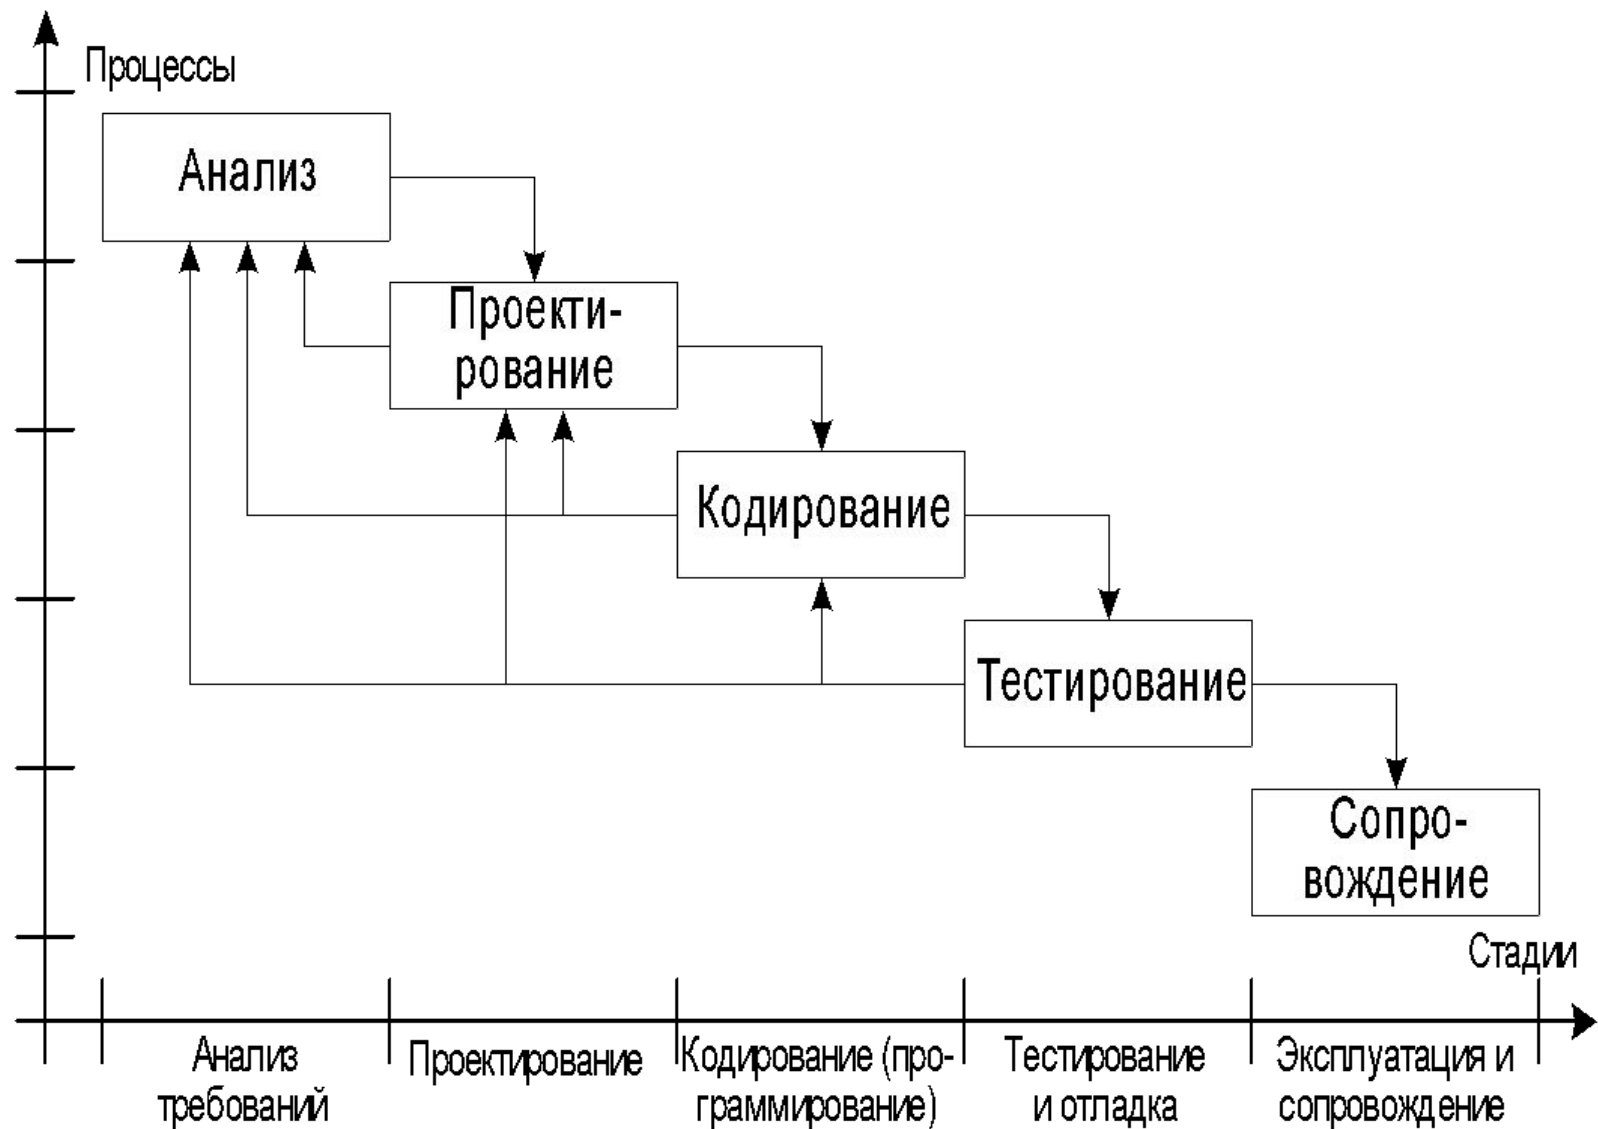 Процессы
Анализ
Проекти-
рование
Кодирование
Тестирование
Сопро-
вождение
Стадии
Анализ
требований
Проектирование
Кодирование (про-
граммирование)
Тестирование
и отладка
Эксплуатация и
сопровождение